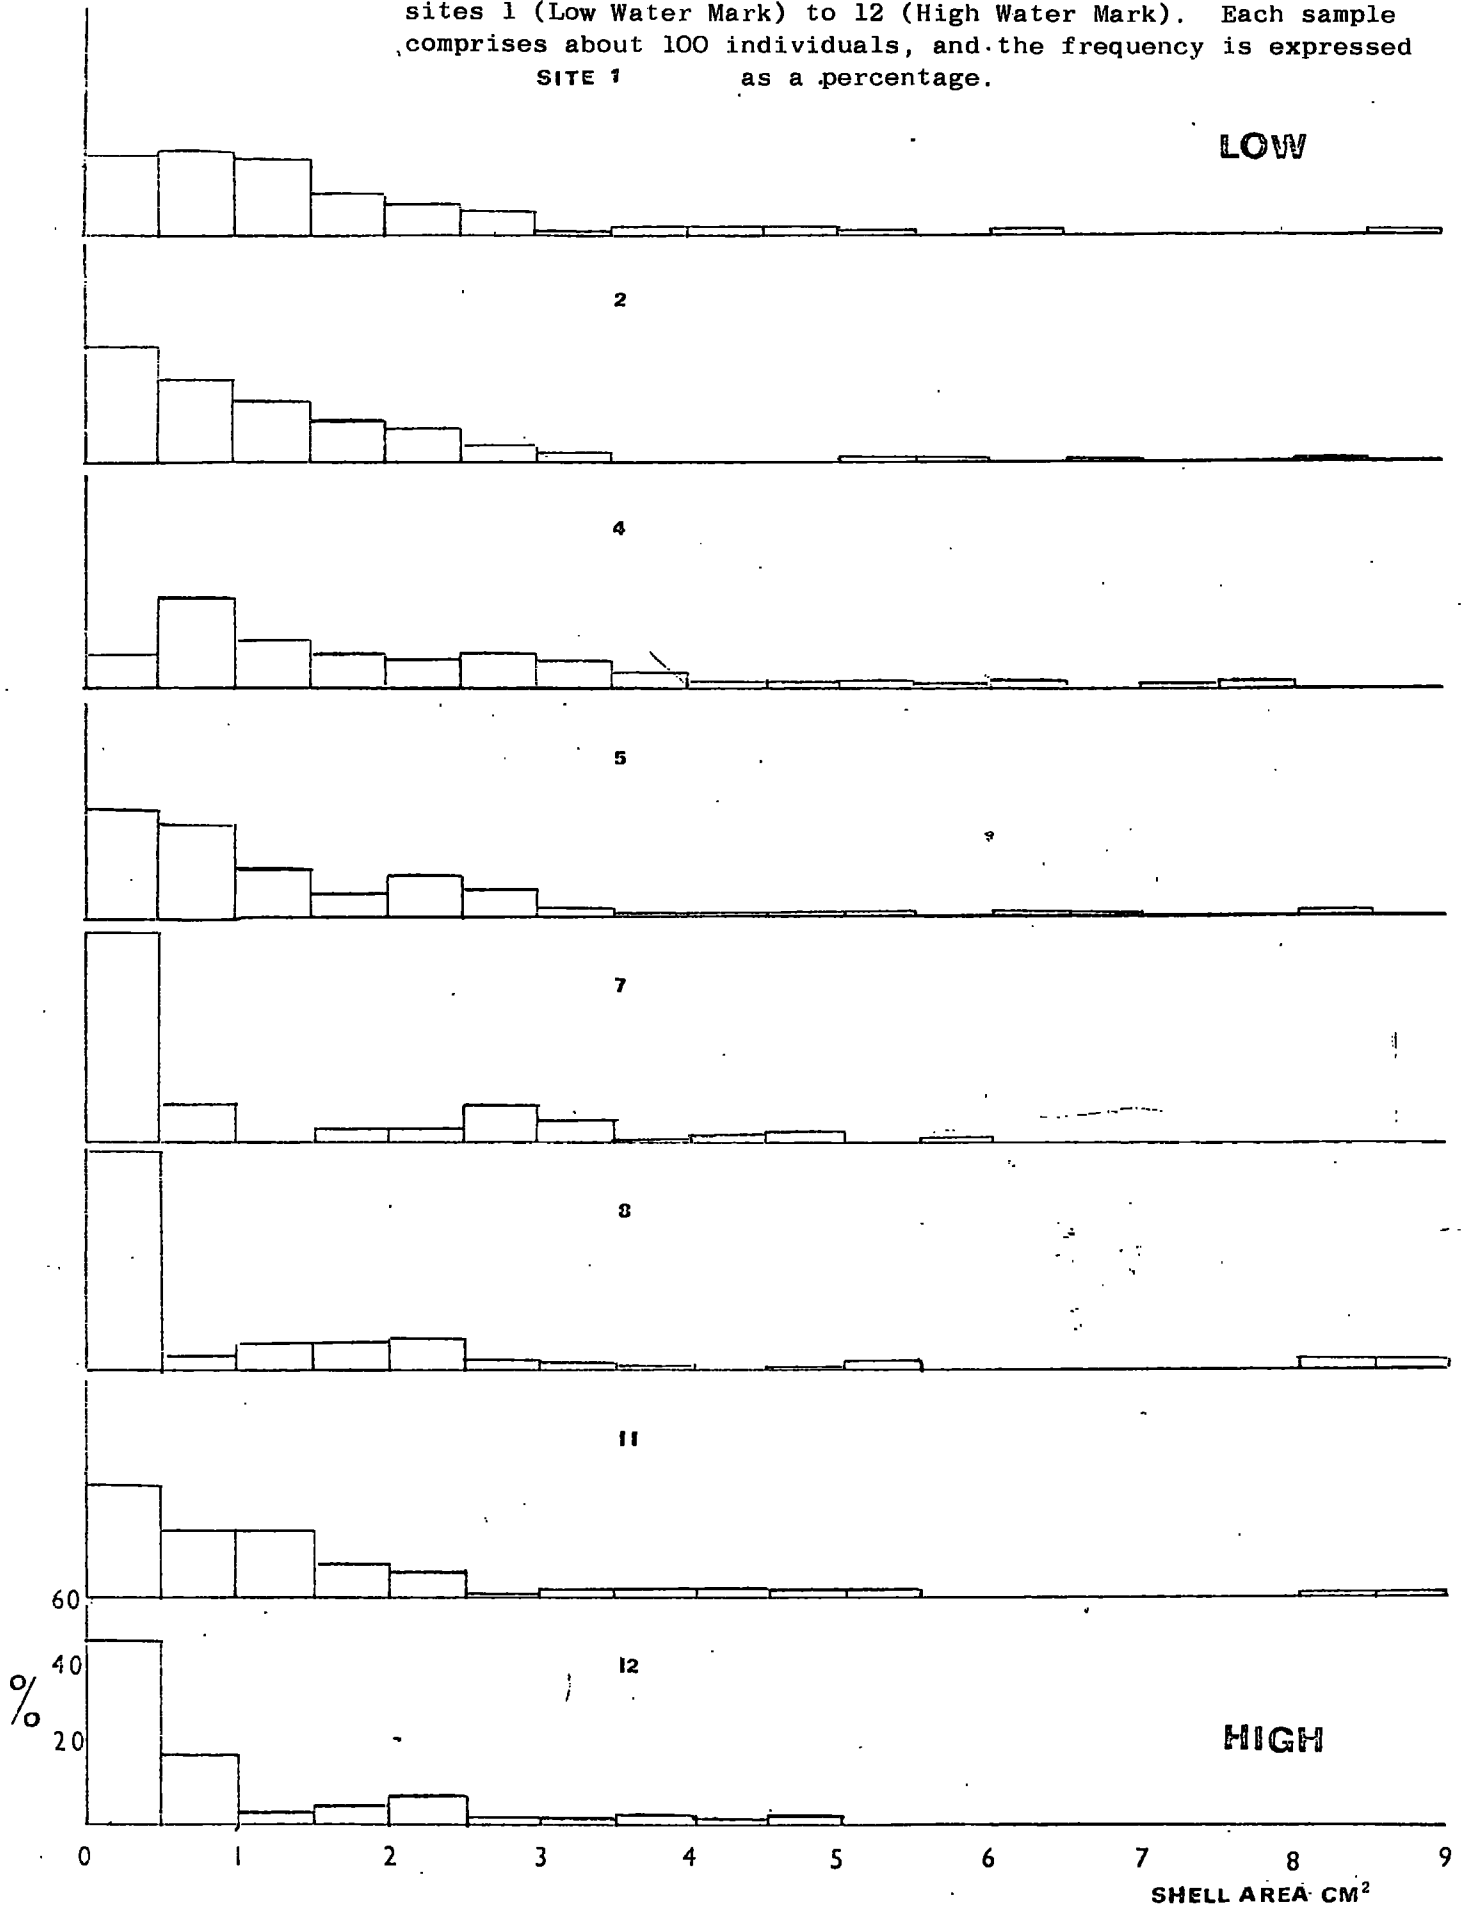 sites 1 (Low Water Mark) to 12 (High Water Mark). Each sample
comprises about 100 individuals, and the frequency is expressed
SITE 1 as a percentage.
LOW
2
4
5
7
8
11
60
40
12
%
20
HIGH
0 1 2 3 4 5 6 7 8 9
SHELL AREA CM²